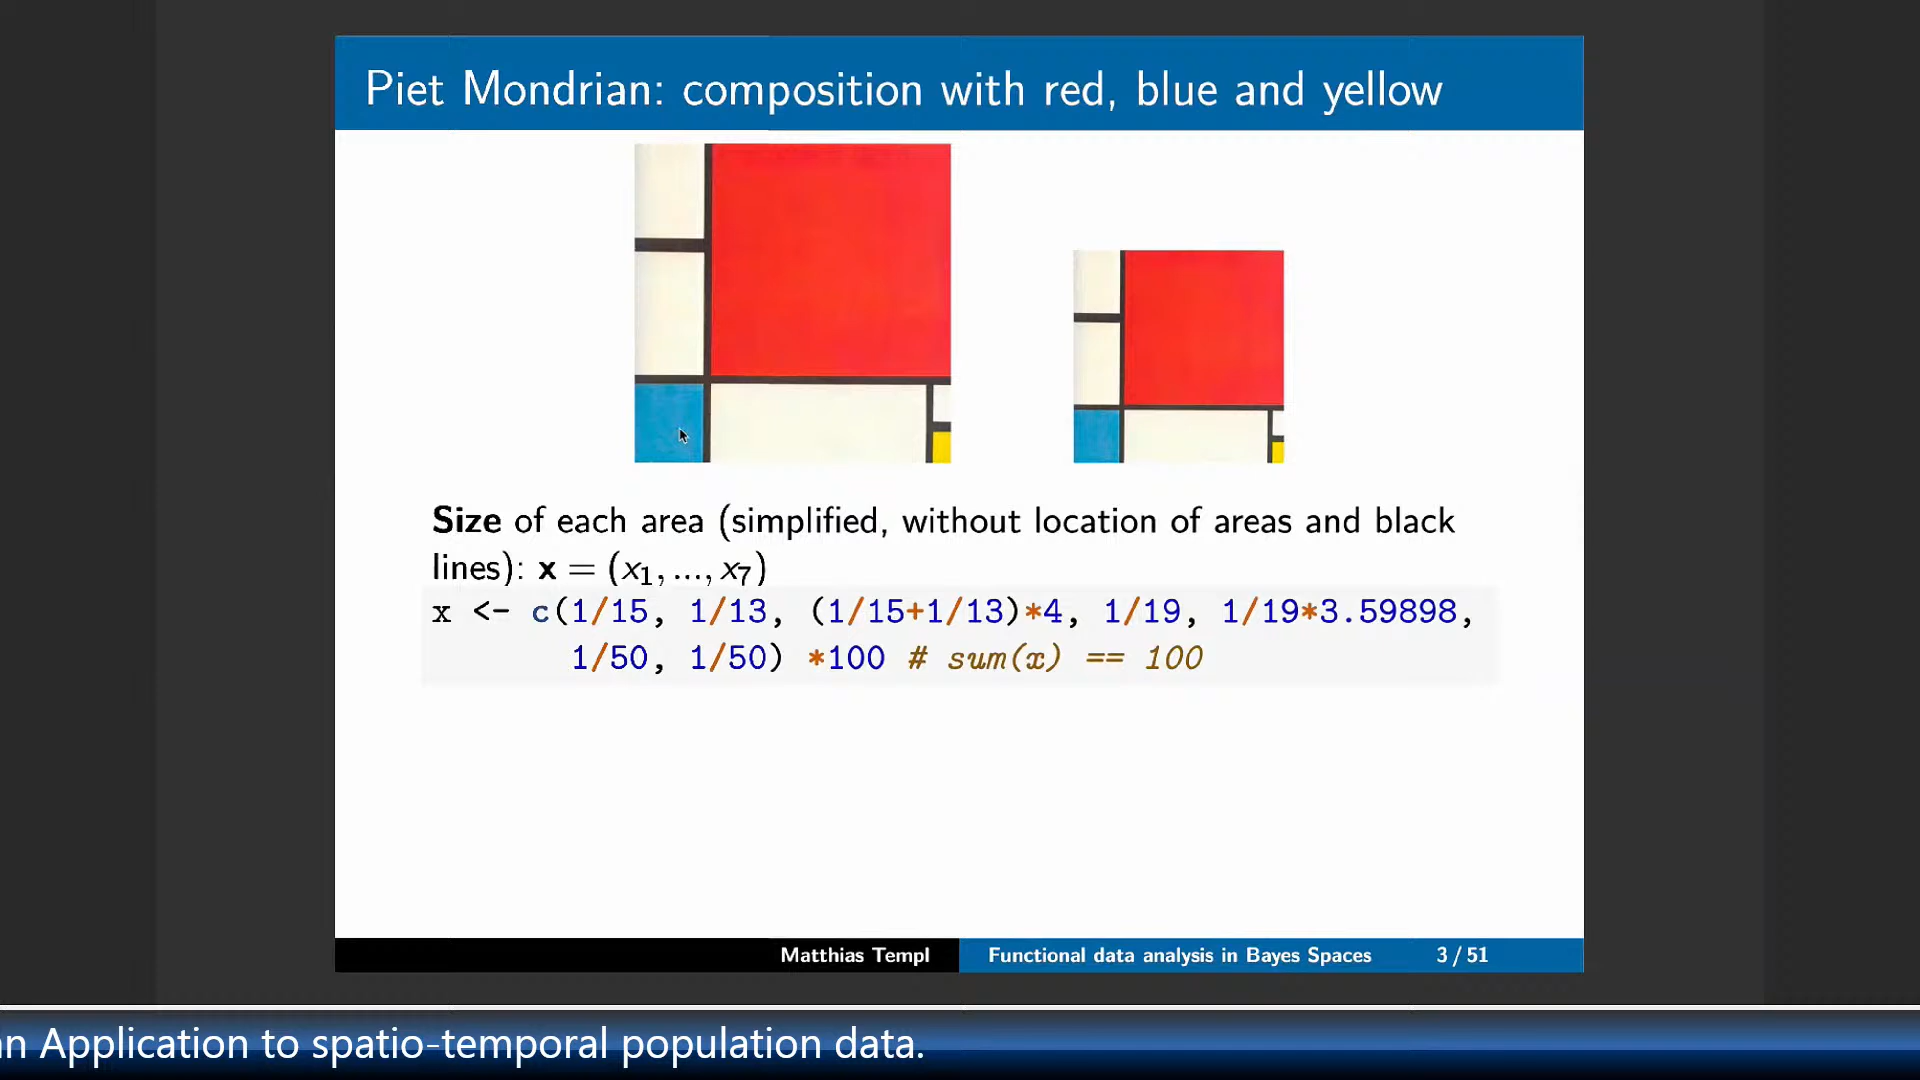 Piet Mondrian: composition with red, blue and yellow
Size of each area (simplified, without location of areas and black
lines): x = (x₁, ..., x₇)
x <- c(1/15, 1/13, (1/15+1/13)*4, 1/19, 1/19*3.59898,
1/50, 1/50) *100 # sum(x) == 100
Matthias Templ Functional data analysis in Bayes Spaces 3 / 51
Application to spatio-temporal population data.